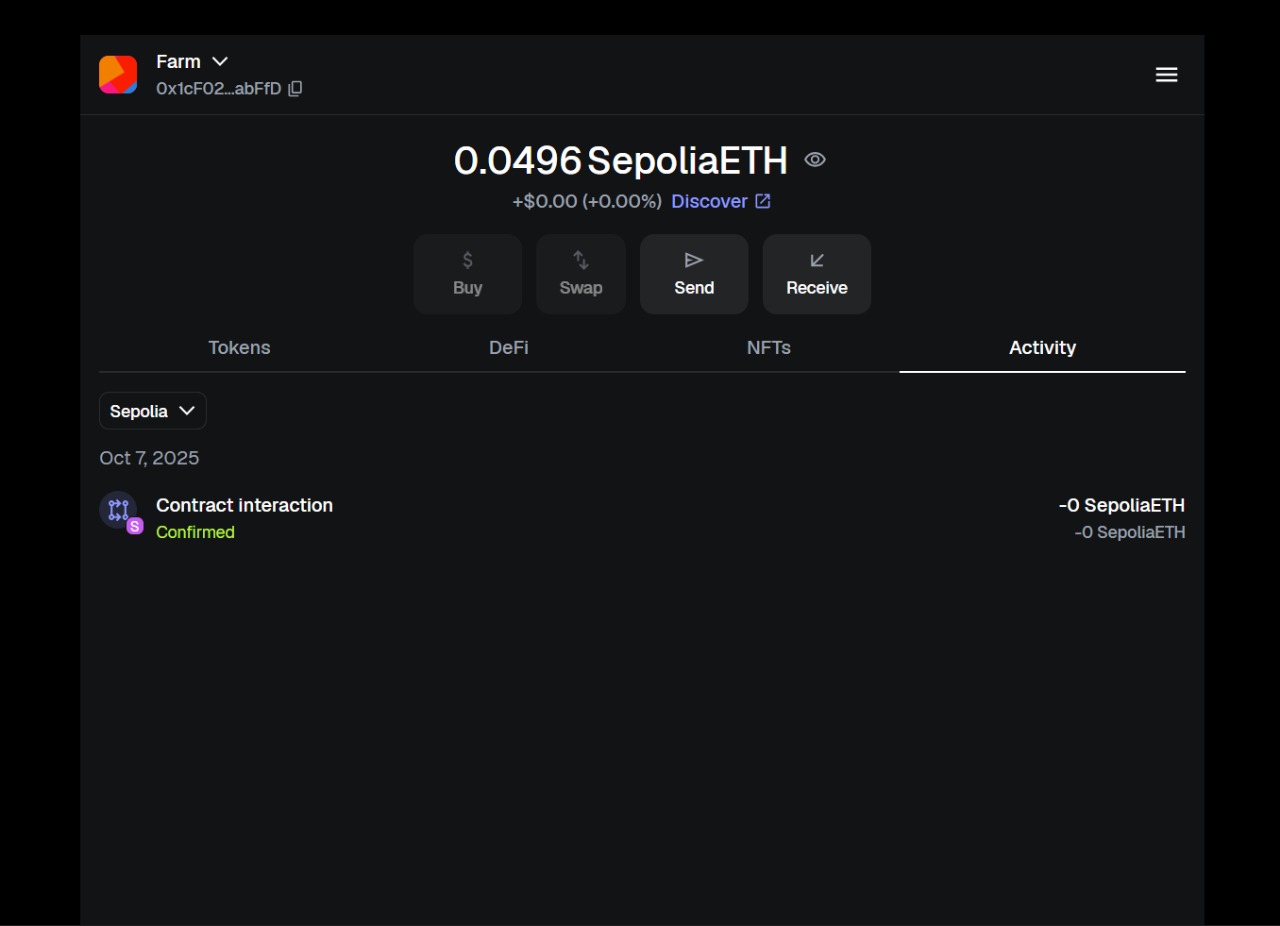 Farm
0x1cF02...abFfD
0.0496 SepoliaETH
+$0.00 (+0.00%) Discover
$
Buy Swap Send Receive
Tokens DeFi NFTs Activity
Sepolia
Oct 7, 2025
Contract interaction -0 SepoliaETH
S
Confirmed -0 SepoliaETH